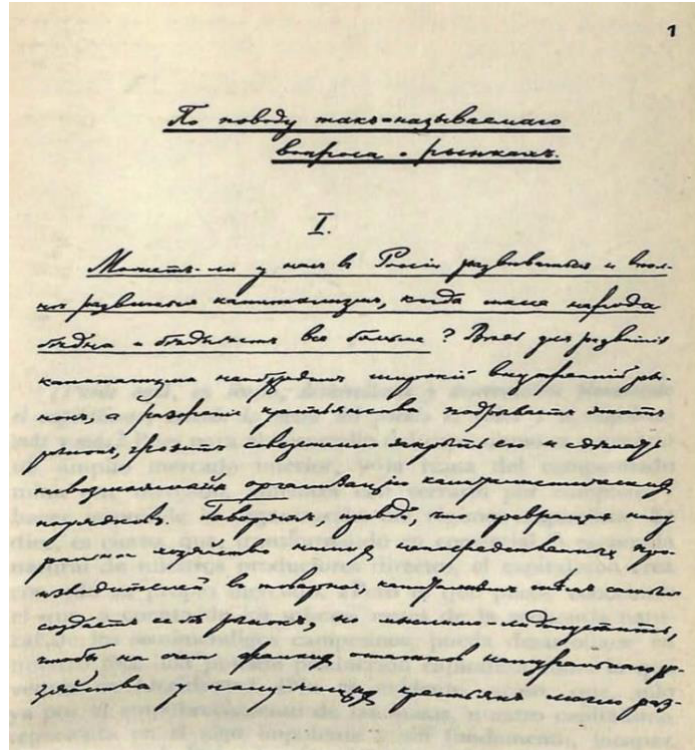 1
По поводу такъ-называемаго
вопроса о рынкахъ.
I.
Можетъ-ли у насъ в Россіи развиваться и впол-
нѣ развиться капитализмъ, когда масса народа
бѣдна и бѣднѣетъ все больше? Вѣдь для развитія
капитализма необходимъ широкій внутренній ры-
нокъ, а разореніе крестьянства подрываетъ этотъ
рынокъ, грозитъ совершенно закрыть его и сдѣлать
невозможной организацію капиталистическихъ
порядковъ. Говорятъ, правда, что превращая нату-
ральное хозяйство нашихъ непосредственныхъ про-
изводителей въ товарное, капитализмъ тѣмъ самымъ
создаетъ себѣ рынокъ, но мыслимо ли допустить,
чтобы на счетъ жалкихъ остатковъ натуральнаго хо-
зяйства у полунищихъ крестьянъ могло раз-